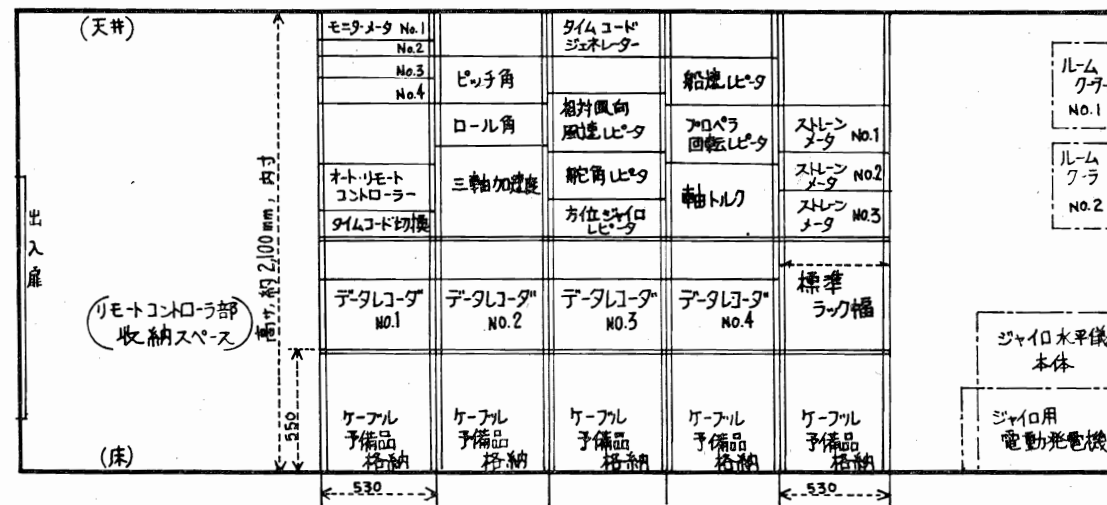 (天井)
出入扉
(リモートコントローラ部
収納スペース)
(床)
高サ, 約2,100mm, 内寸
550
モニタ・メータ No.1
No.2
No.3
No.4
オート・リモート
コントローラー
タイムコード切換
データレコーダ
NO.1
ケーブル
予備品
格納
530
ピッチ角
ロール角
三軸加速度
データレコーダ
NO.2
ケーブル
予備品
格納
タイムコード
ジェネレーター
相対風向
風速レピータ
舵角レピータ
方位ジャイロ
レピータ
データレコーダ
NO.3
ケーブル
予備品
格納
船速レピータ
プロペラ
回転レピータ
軸トルク
データレコーダ
NO.4
ケーブル
予備品
格納
ストレーン
メータ NO.1
ストレーン
メータ NO.2
ストレーン
メータ NO.3
標準
ラック幅
ケーブル
予備品
格納
530
ルーム
クーラー
NO.1
ルーム
クーラ
NO.2
ジャイロ水平儀
本体
ジャイロ用
電動発電機